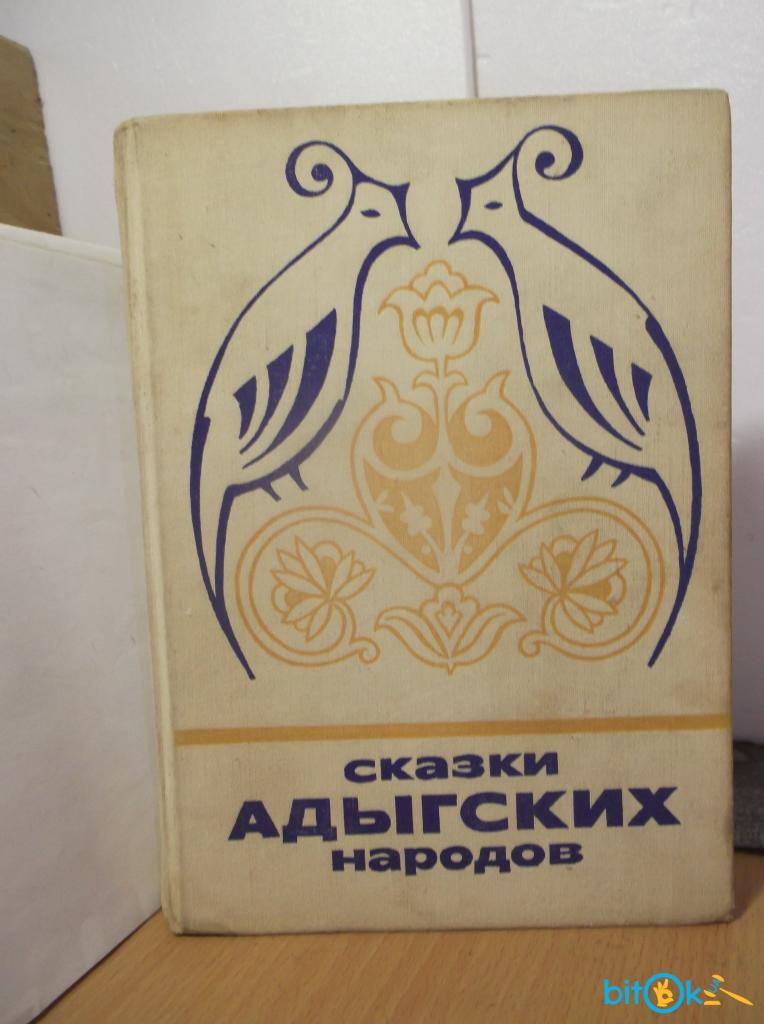 сказки
АДЫГСКИХ
народов
bitOk